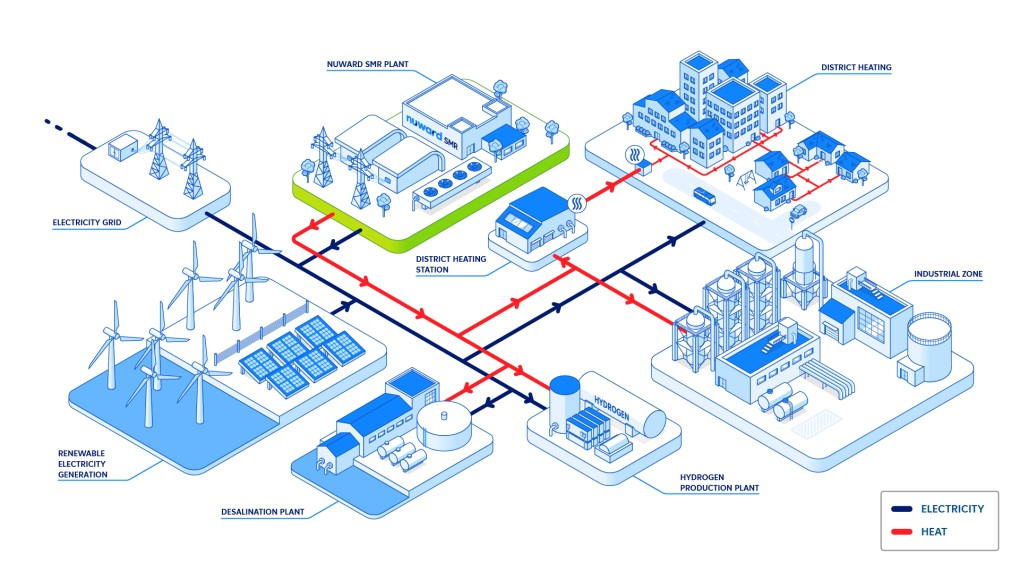 NUWARD SMR PLANT
DISTRICT HEATING
nuward SMR
ELECTRICITY GRID
DISTRICT HEATING
STATION
INDUSTRIAL ZONE
HYDROGEN
RENEWABLE
ELECTRICITY
GENERATION
HYDROGEN
PRODUCTION PLANT
DESALINATION PLANT
ELECTRICITY
HEAT